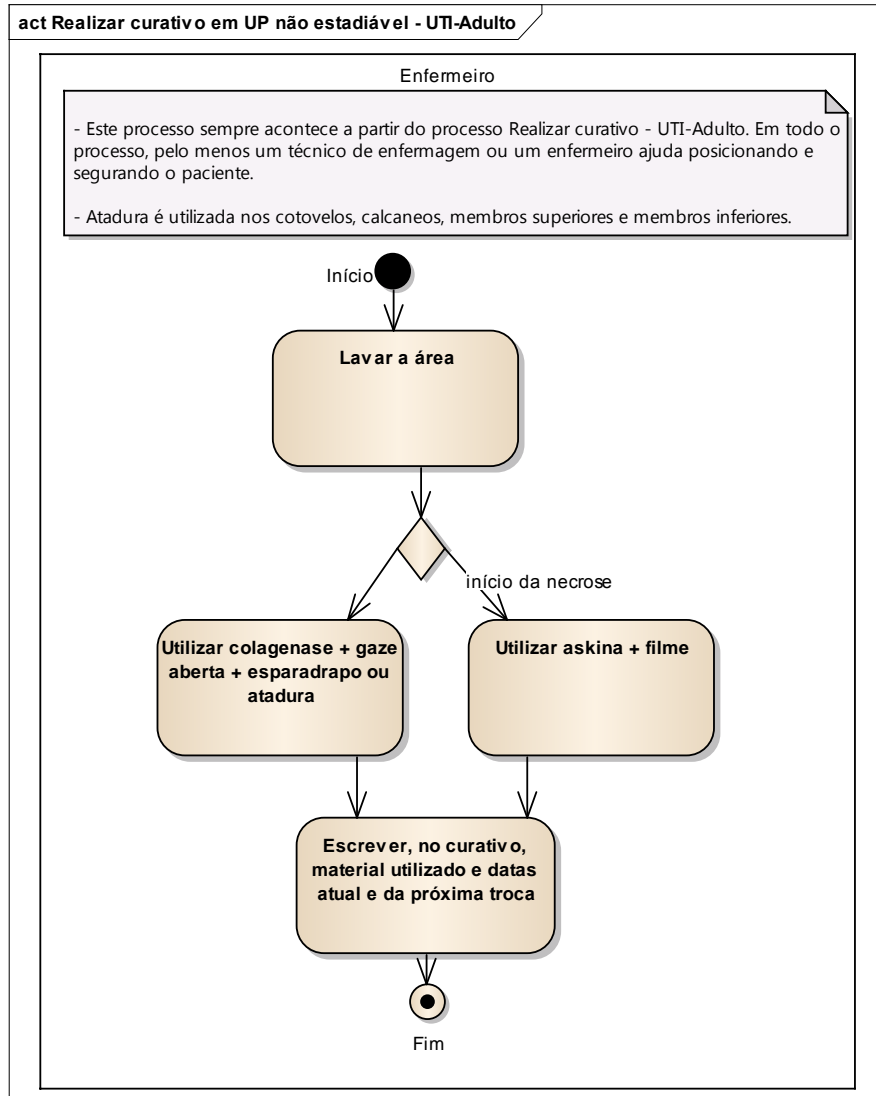 act Realizar curativo em UP não estadiável - UTI-Adulto
Enfermeiro
- Este processo sempre acontece a partir do processo Realizar curativo - UTI-Adulto. Em todo o
processo, pelo menos um técnico de enfermagem ou um enfermeiro ajuda posicionando e
segurando o paciente.
- Atadura é utilizada nos cotovelos, calcaneos, membros superiores e membros inferiores.
Início
Lavar a área
início da necrose
Utilizar colagenase + gaze
aberta + esparadrapo ou
atadura
Utilizar askina + filme
Escrever, no curativo,
material utilizado e datas
atual e da próxima troca
Fim